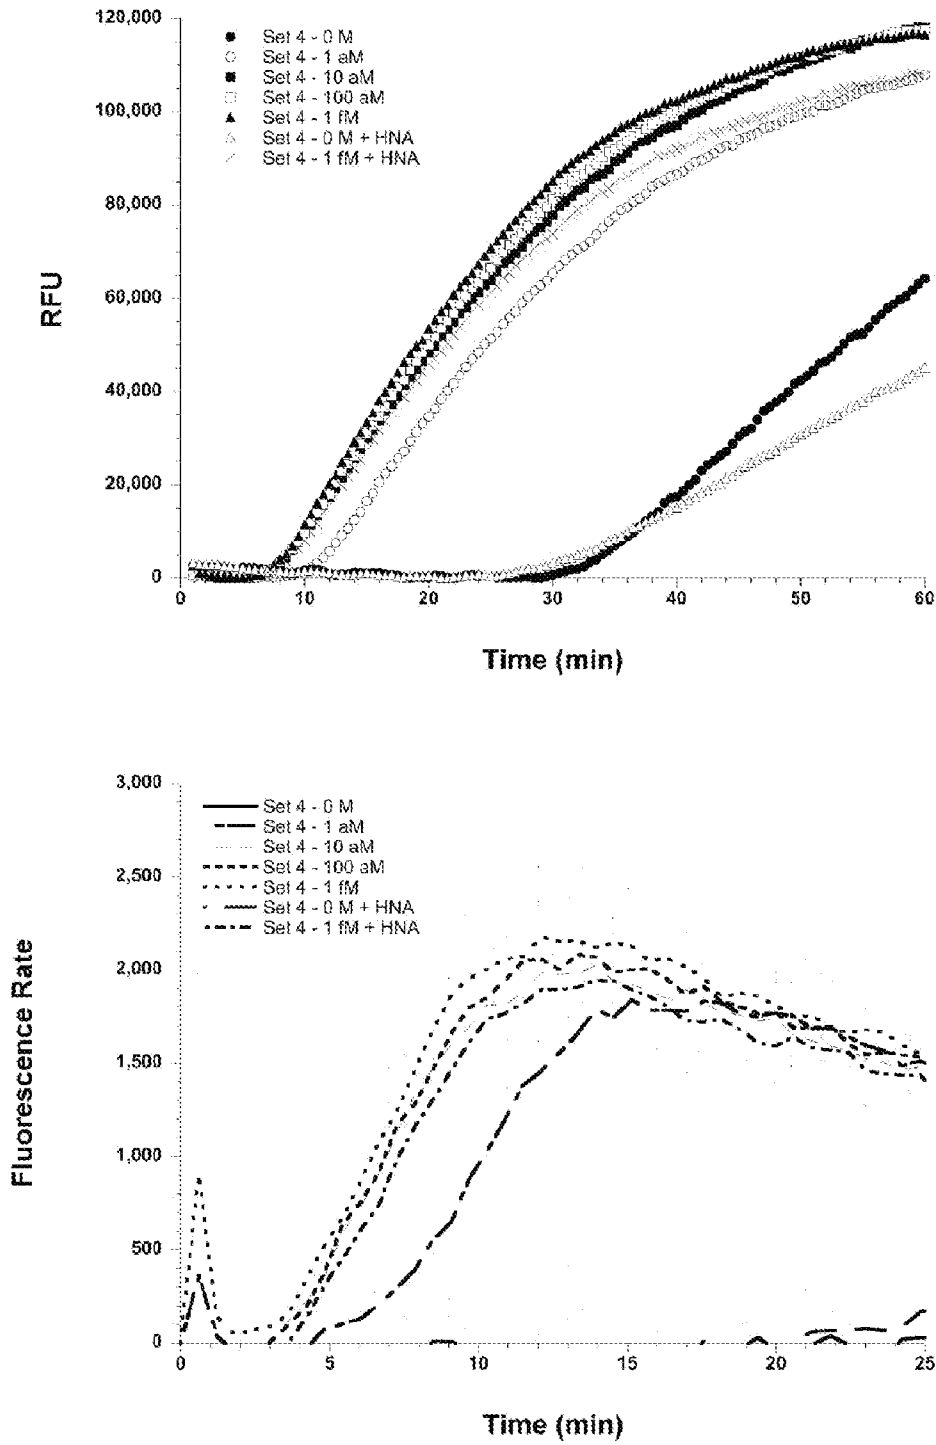 120,000
100,000
80,000
60,000
40,000
20,000
0
RFU
Set 4 - 0 M
Set 4 - 1 aM
Set 4 - 10 aM
Set 4 - 100 aM
Set 4 - 1 fM
Set 4 - 0 M + HNA
Set 4 - 1 fM + HNA
0 10 20 30 40 50 60
Time (min)
3,000
2,500
2,000
1,500
1,000
500
0
Fluorescence Rate
Set 4 - 0 M
Set 4 - 1 aM
Set 4 - 10 aM
Set 4 - 100 aM
Set 4 - 1 fM
Set 4 - 0 M + HNA
Set 4 - 1 fM + HNA
0 5 10 15 20 25
Time (min)